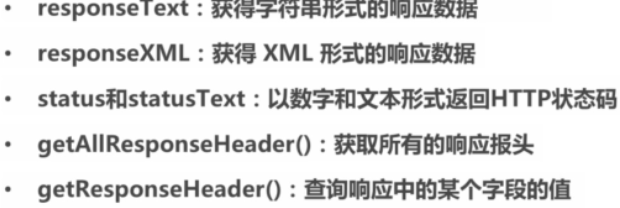 • responseText：获得字符串形式的响应数据
• responseXML：获得 XML 形式的响应数据
• status和statusText：以数字和文本形式返回HTTP状态码
• getAllResponseHeader()：获取所有的响应报头
• getResponseHeader()：查询响应中的某个字段的值